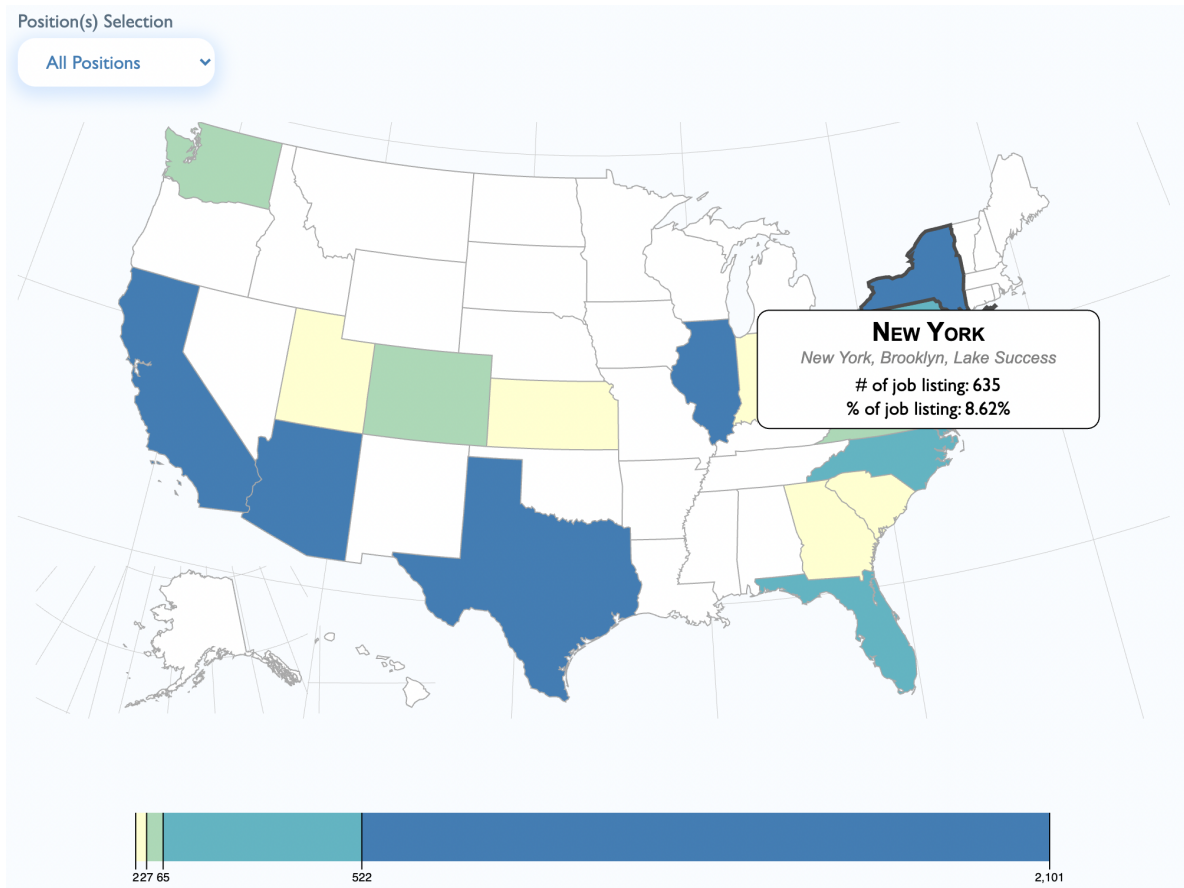 Position(s) Selection
All Positions
NEW YORK
New York, Brooklyn, Lake Success
# of job listing: 635
% of job listing: 8.62%
2 27 65 522 2,101